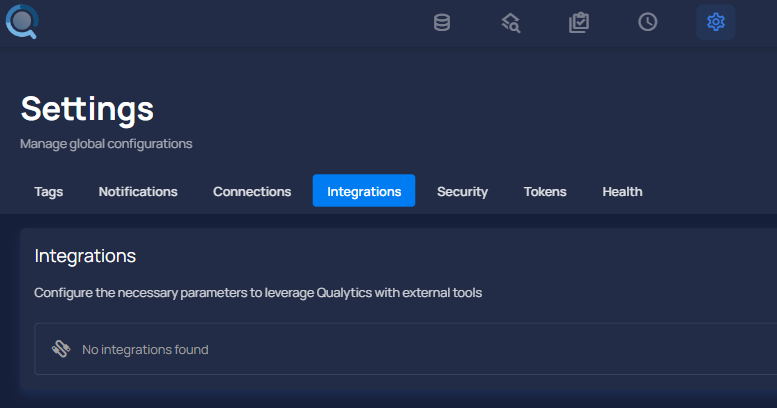 Settings
Manage global configurations
Tags Notifications Connections Integrations Security Tokens Health
Integrations
Configure the necessary parameters to leverage Qualytics with external tools
No integrations found